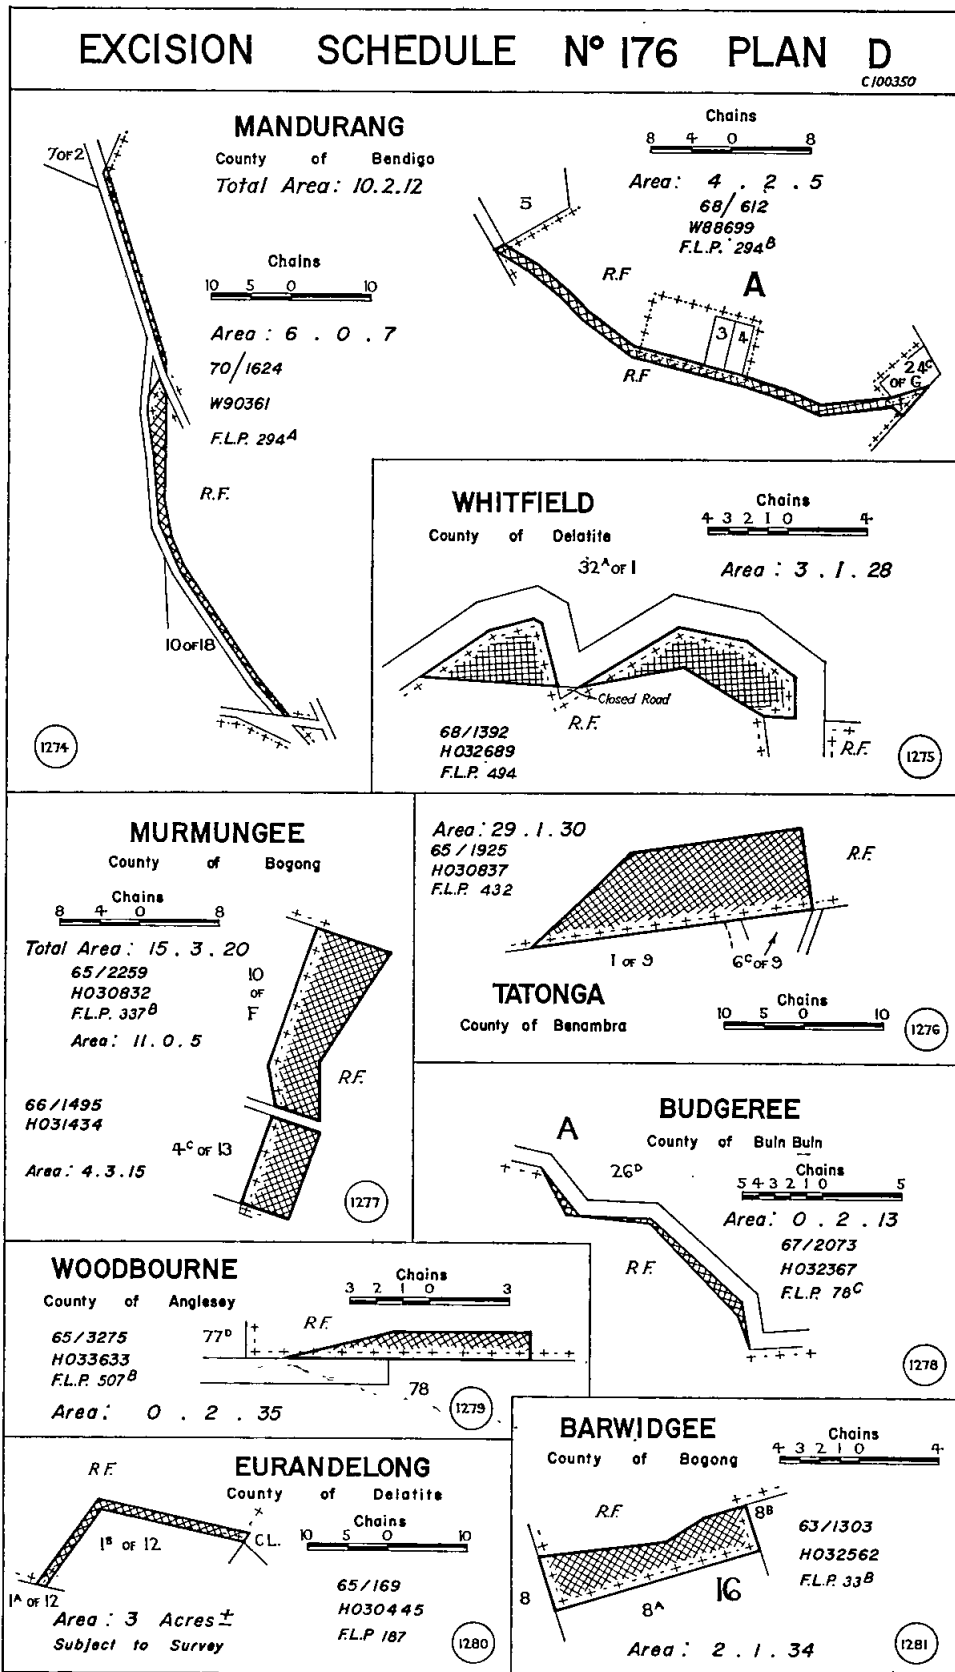 EXCISION SCHEDULE Nº 176 PLAN D
C/00350
MANDURANG
County of Bendigo
Total Area: 10.2.12
7 OF 2
Chains
10 5 0 10
Area: 6 . 0 . 7
70/1624
W90361
F.L.P. 294A
R.F.
10 OF 18
1274
Chains
8 4 0 8
Area: 4 . 2 . 5
68/612
W88699
F.L.P. 294B
5
R.F
A
3 4
R.F
24C
OF G
WHITFIELD
County of Delatite
32A OF 1
Chains
4 3 2 1 0 4
Area: 3 . 1 . 28
Closed Road
R.F.
R.F.
68/1392
H032689
F.L.P. 494
1275
MURMUNGEE
County of Bogong
Chains
8 4 0 8
Total Area: 15 . 3 . 20
65/2259
H030832
F.L.P. 337B
Area: 11. 0. 5
10
OF
F
R.F.
66/1495
H031434
4C OF 13
Area: 4.3.15
1277
Area: 29 . 1 . 30
65/1925
H030837
F.L.P. 432
R.F.
1 OF 9
6C OF 9
TATONGA
County of Benambra
Chains
10 5 0 10
1276
BUDGEREE
County of Buln Buln
A
26D
Chains
5 4 3 2 1 0 5
Area: 0 . 2 . 13
67/2073
H032367
F.L.P. 78C
R.F.
1278
WOODBOURNE
County of Anglesey
Chains
3 2 1 0 3
65/3275
H033633
F.L.P. 507B
77D
R.F.
78
Area: 0 . 2 . 35
1279
EURANDELONG
County of Delatite
R.F.
Chains
10 5 0 10
C.L.
1B OF 12
1A OF 12
65/169
H030445
F.L.P 187
Area: 3 Acres ±
Subject to Survey
1280
BARWIDGEE
County of Bogong
Chains
4 3 2 1 0 4
R.F.
8B
63/1303
H032562
F.L.P. 33B
8
8A
16
Area: 2 . 1 . 34
1281